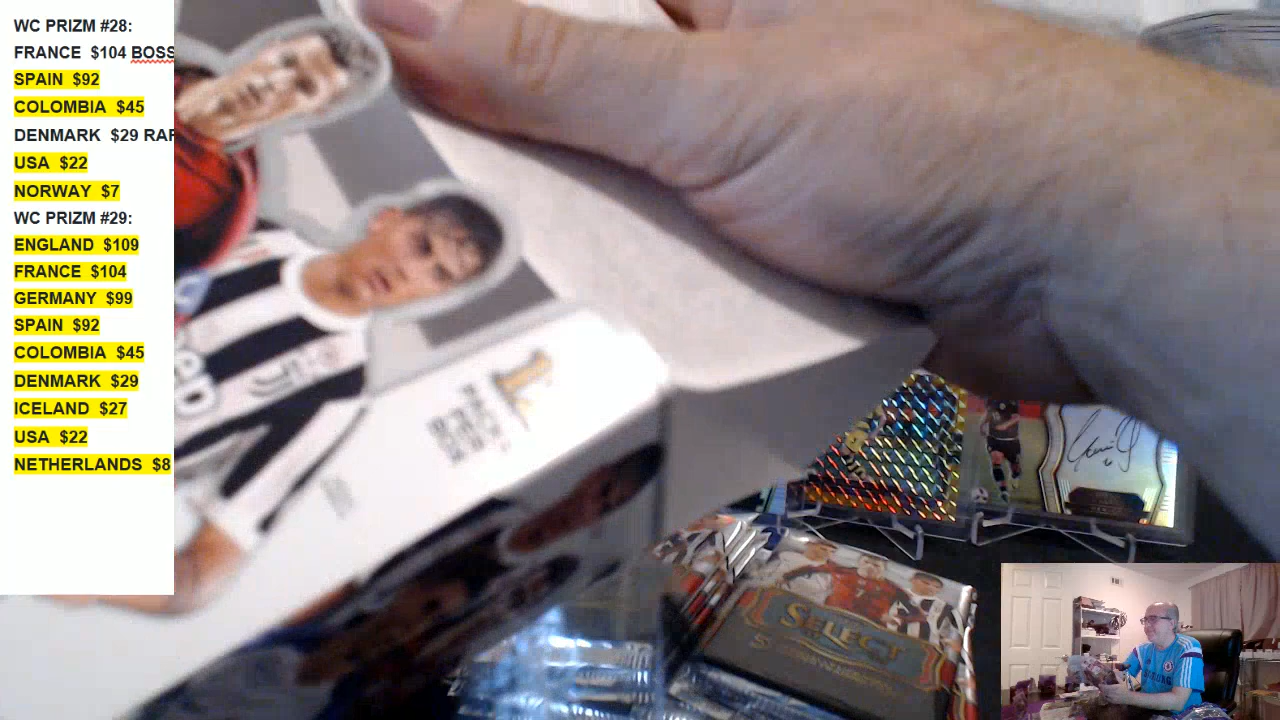 WC PRIZM #28:
FRANCE $104 BOSS
SPAIN $92
COLOMBIA $45
DENMARK $29 RAF
USA $22
NORWAY $7
WC PRIZM #29:
ENGLAND $109
FRANCE $104
GERMANY $99
SPAIN $92
COLOMBIA $45
DENMARK $29
ICELAND $27
USA $22
NETHERLANDS $8
SELECT